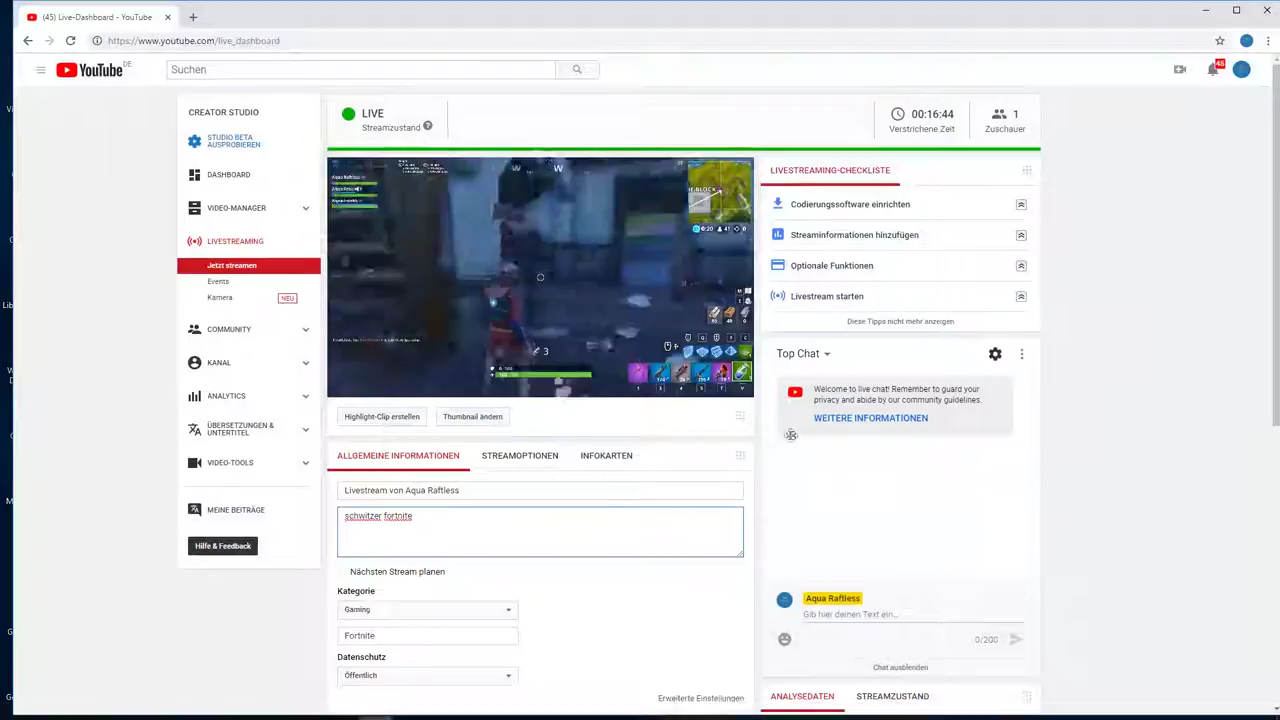 (45) Live-Dashboard - YouTube
https://www.youtube.com/live_dashboard
YouTube DE
Suchen
45
CREATOR STUDIO
STUDIO BETA
AUSPROBIEREN
DASHBOARD
VIDEO-MANAGER
LIVESTREAMING
Jetzt streamen
Events
Kamera
NEU
COMMUNITY
KANAL
ANALYTICS
ÜBERSETZUNGEN &
UNTERTITEL
VIDEO-TOOLS
MEINE BEITRÄGE
Hilfe & Feedback
LIVE
Streamzustand
00:16:44
Verstrichene Zeit
1
Zuschauer
W
3
Highlight-Clip erstellen
Thumbnail ändern
ALLGEMEINE INFORMATIONEN
STREAMOPTIONEN
INFOKARTEN
Livestream von Aqua Raftless
schwitzer fortnite
Nächsten Stream planen
Kategorie
Gaming
Fortnite
Datenschutz
Öffentlich
Erweiterte Einstellungen
LIVESTREAMING-CHECKLISTE
Codierungssoftware einrichten
Streaminformationen hinzufügen
Optionale Funktionen
Livestream starten
Diese Tipps nicht mehr anzeigen
Top Chat
Welcome to live chat! Remember to guard your
privacy and abide by our community guidelines.
WEITERE INFORMATIONEN
Aqua Raftless
Gib hier deinen Text ein...
0/200
Chat ausblenden
ANALYSEDATEN
STREAMZUSTAND